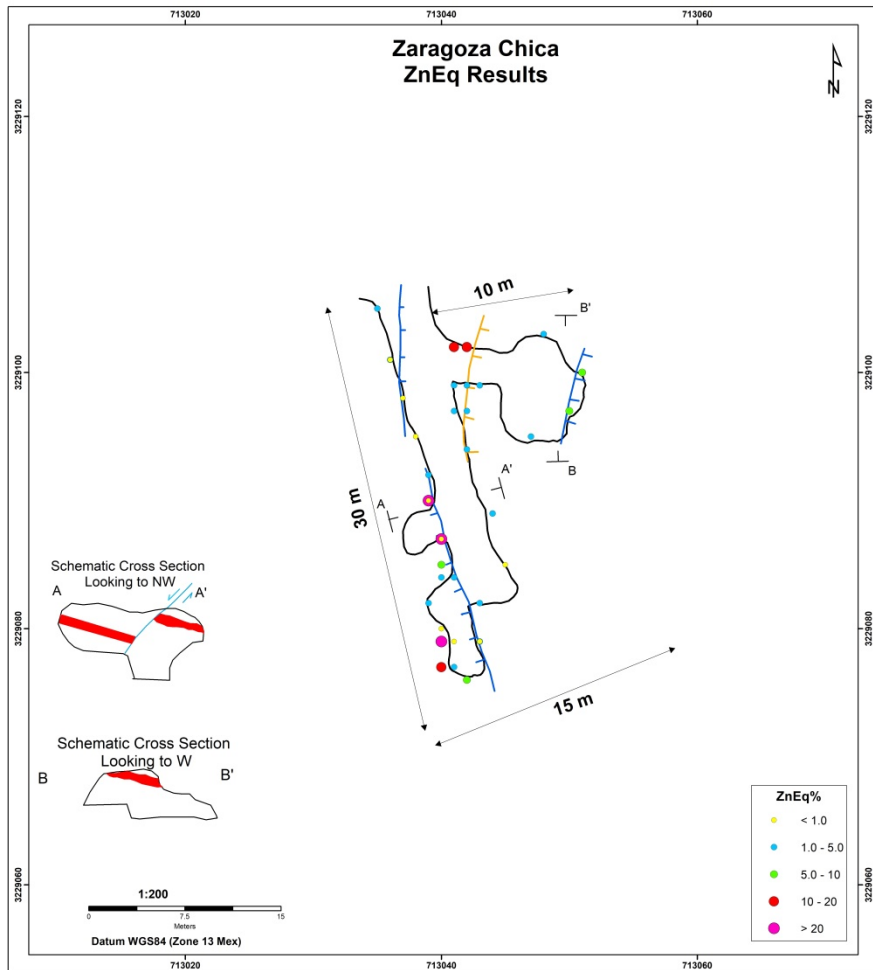 713020
713040
713060
Zaragoza Chica
ZnEq Results
N
3229120
3229120
10 m
B'
3229100
3229100
B
A'
A
30 m
Schematic Cross Section
Looking to NW
A
A'
3229080
3229080
15 m
Schematic Cross Section
Looking to W
B
B'
ZnEq%
< 1.0
1.0 - 5.0
5.0 - 10
10 - 20
> 20
3229060
3229060
1:200
0
7.5
15
Meters
Datum WGS84 (Zone 13 Mex)
713020
713040
713060